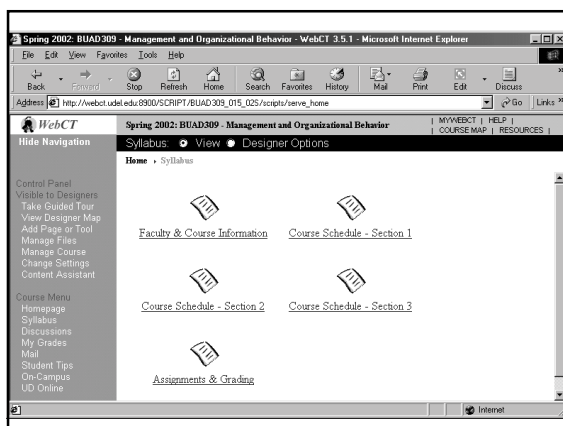 Spring 2002: BUAD 309 - Management and Organizational Behavior - WebCT 3.5.1 - Microsoft Internet Explorer
File Edit View Favorites Tools Help
Back Forward Stop Refresh Home Search Favorites History Mail Print Edit Discuss
Address http://webct.udel.edu:8900/SCRIPT/BUAD309_015_02S/scripts/serve_home Go Links »
WebCT
Spring 2002: BUAD309 - Management and Organizational Behavior
| MYWEBCT | HELP |
| COURSE MAP | RESOURCES |
Hide Navigation
Syllabus: View Designer Options
Home › Syllabus
Control Panel
Visible to Designers
Take Guided Tour
View Designer Map
Add Page or Tool
Manage Files
Manage Course
Change Settings
Content Assistant
Course Menu
Homepage
Syllabus
Discussions
My Grades
Mail
Student Tips
On-Campus
UD Online
Faculty & Course Information
Course Schedule - Section 1
Course Schedule - Section 2
Course Schedule - Section 3
Assignments & Grading
Internet